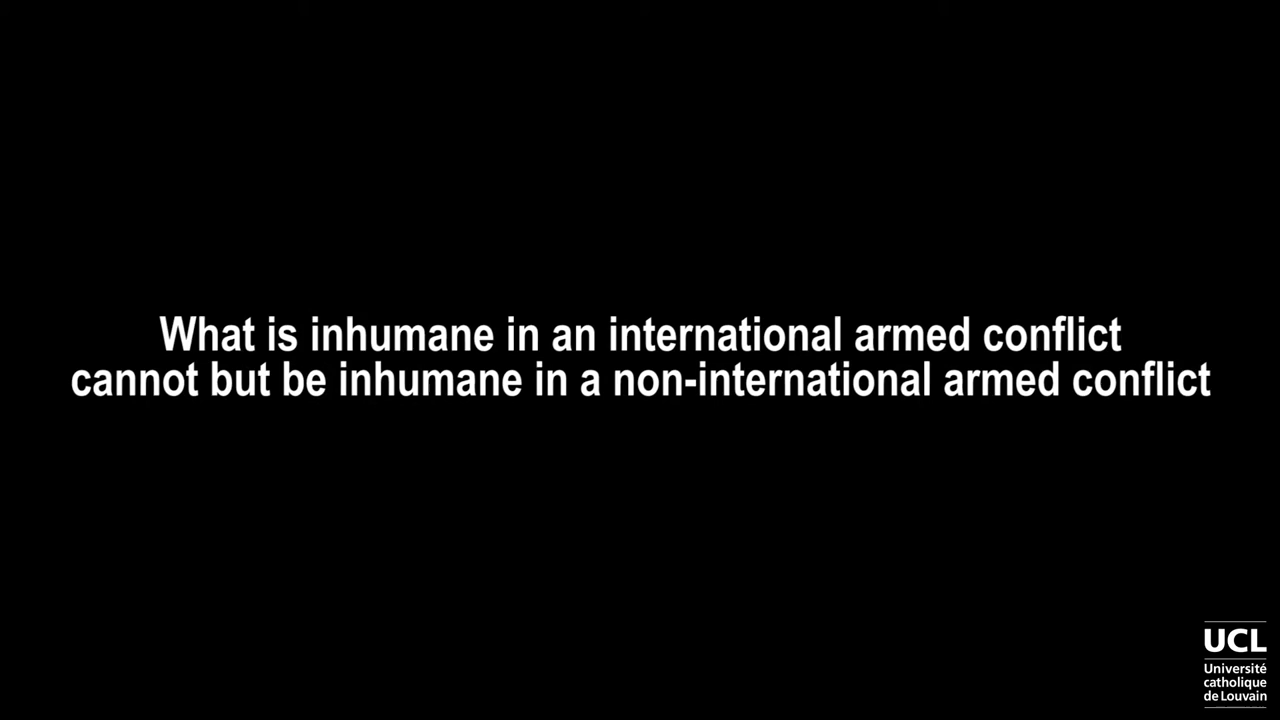 What is inhumane in an international armed conflict
cannot but be inhumane in a non-international armed conflict
UCL
Université
catholique
de Louvain